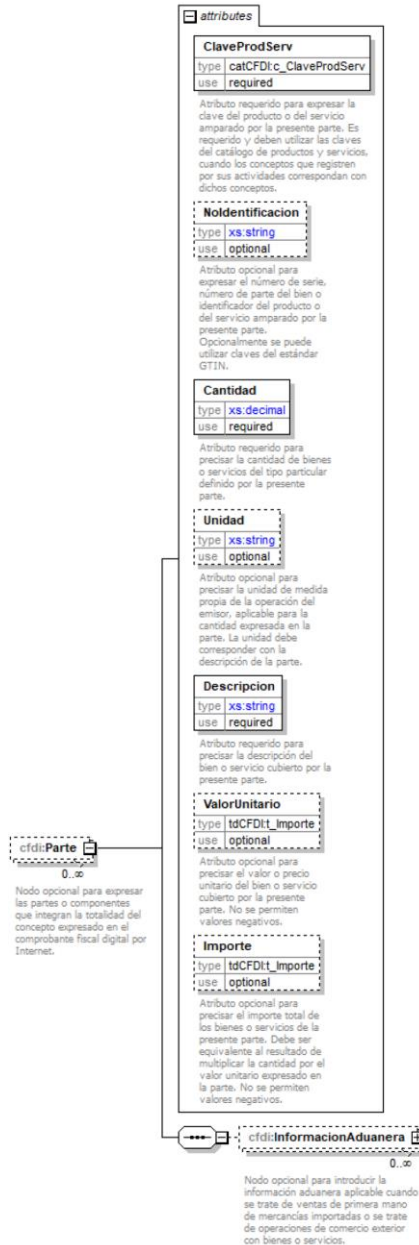 attributes
ClaveProdServ
type catCFDI:c_ClaveProdServ
use required
Atributo requerido para expresar la
clave del producto o del servicio
amparado por la presente parte. Es
requerido y deben utilizar las claves
del catálogo de productos y servicios,
cuando los conceptos que registren
por sus actividades correspondan con
dichos conceptos.
NoIdentificacion
type xs:string
use optional
Atributo opcional para
expresar el número de serie,
número de parte del bien o
identificador del producto o
del servicio amparado por la
presente parte.
Opcionalmente se puede
utilizar claves del estándar
GTIN.
Cantidad
type xs:decimal
use required
Atributo requerido para
precisar la cantidad de bienes
o servicios del tipo particular
definido por la presente
parte.
Unidad
type xs:string
use optional
Atributo opcional para
precisar la unidad de medida
propia de la operación del
emisor, aplicable para la
cantidad expresada en la
parte. La unidad debe
corresponder con la
descripción de la parte.
Descripcion
type xs:string
use required
Atributo requerido para
precisar la descripción del
bien o servicio cubierto por la
presente parte.
ValorUnitario
type tdCFDI:t_Importe
use optional
Atributo opcional para
precisar el valor o precio
unitario del bien o servicio
cubierto por la presente
parte. No se permiten
valores negativos.
Importe
type tdCFDI:t_Importe
use optional
Atributo opcional para
precisar el importe total de
los bienes o servicios de la
presente parte. Debe ser
equivalente al resultado de
multiplicar la cantidad por el
valor unitario expresado en
la parte. No se permiten
valores negativos.
cfdi:Parte
0..∞
Nodo opcional para expresar
las partes o componentes
que integran la totalidad del
concepto expresado en el
comprobante fiscal digital por
Internet.
cfdi:InformacionAduanera
0..∞
Nodo opcional para introducir la
información aduanera aplicable cuando
se trate de ventas de primera mano
de mercancías importadas o se trate
de operaciones de comercio exterior
con bienes o servicios.